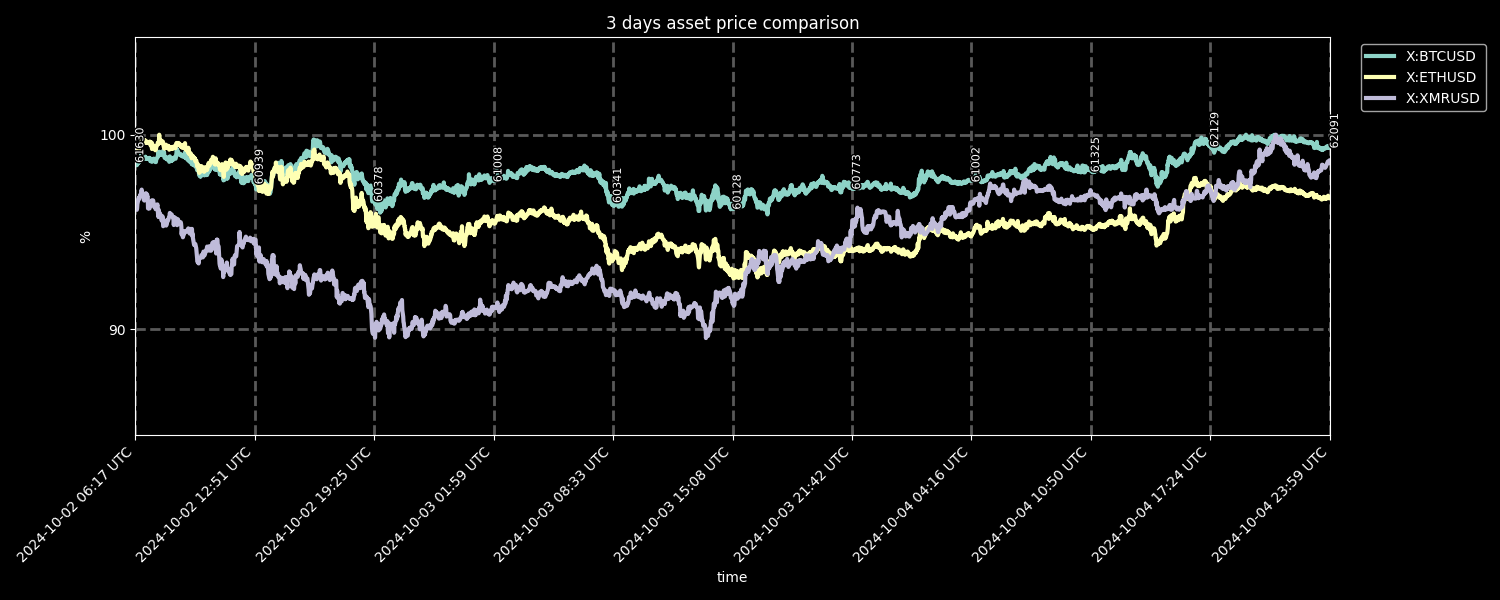 3 days asset price comparison
X:BTCUSD
X:ETHUSD
X:XMRUSD
100
90
%
61630
60939
60378
61008
60341
60128
60773
61002
61325
62129
62091
2024-10-02 06:17 UTC
2024-10-02 12:51 UTC
2024-10-02 19:25 UTC
2024-10-03 01:59 UTC
2024-10-03 08:33 UTC
2024-10-03 15:08 UTC
2024-10-03 21:42 UTC
2024-10-04 04:16 UTC
2024-10-04 10:50 UTC
2024-10-04 17:24 UTC
2024-10-04 23:59 UTC
time